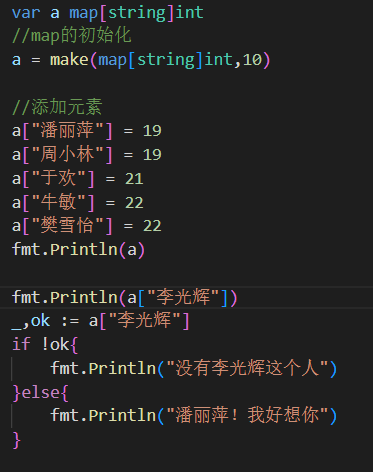 var a map[string]int
//map的初始化
a = make(map[string]int,10)
//添加元素
a["潘丽萍"] = 19
a["周小林"] = 19
a["于欢"] = 21
a["牛敏"] = 22
a["樊雪怡"] = 22
fmt.Println(a)
fmt.Println(a["李光辉"])
_,ok := a["李光辉"]
if !ok{
fmt.Println("没有李光辉这个人")
}else{
fmt.Println("潘丽萍！我好想你")
}